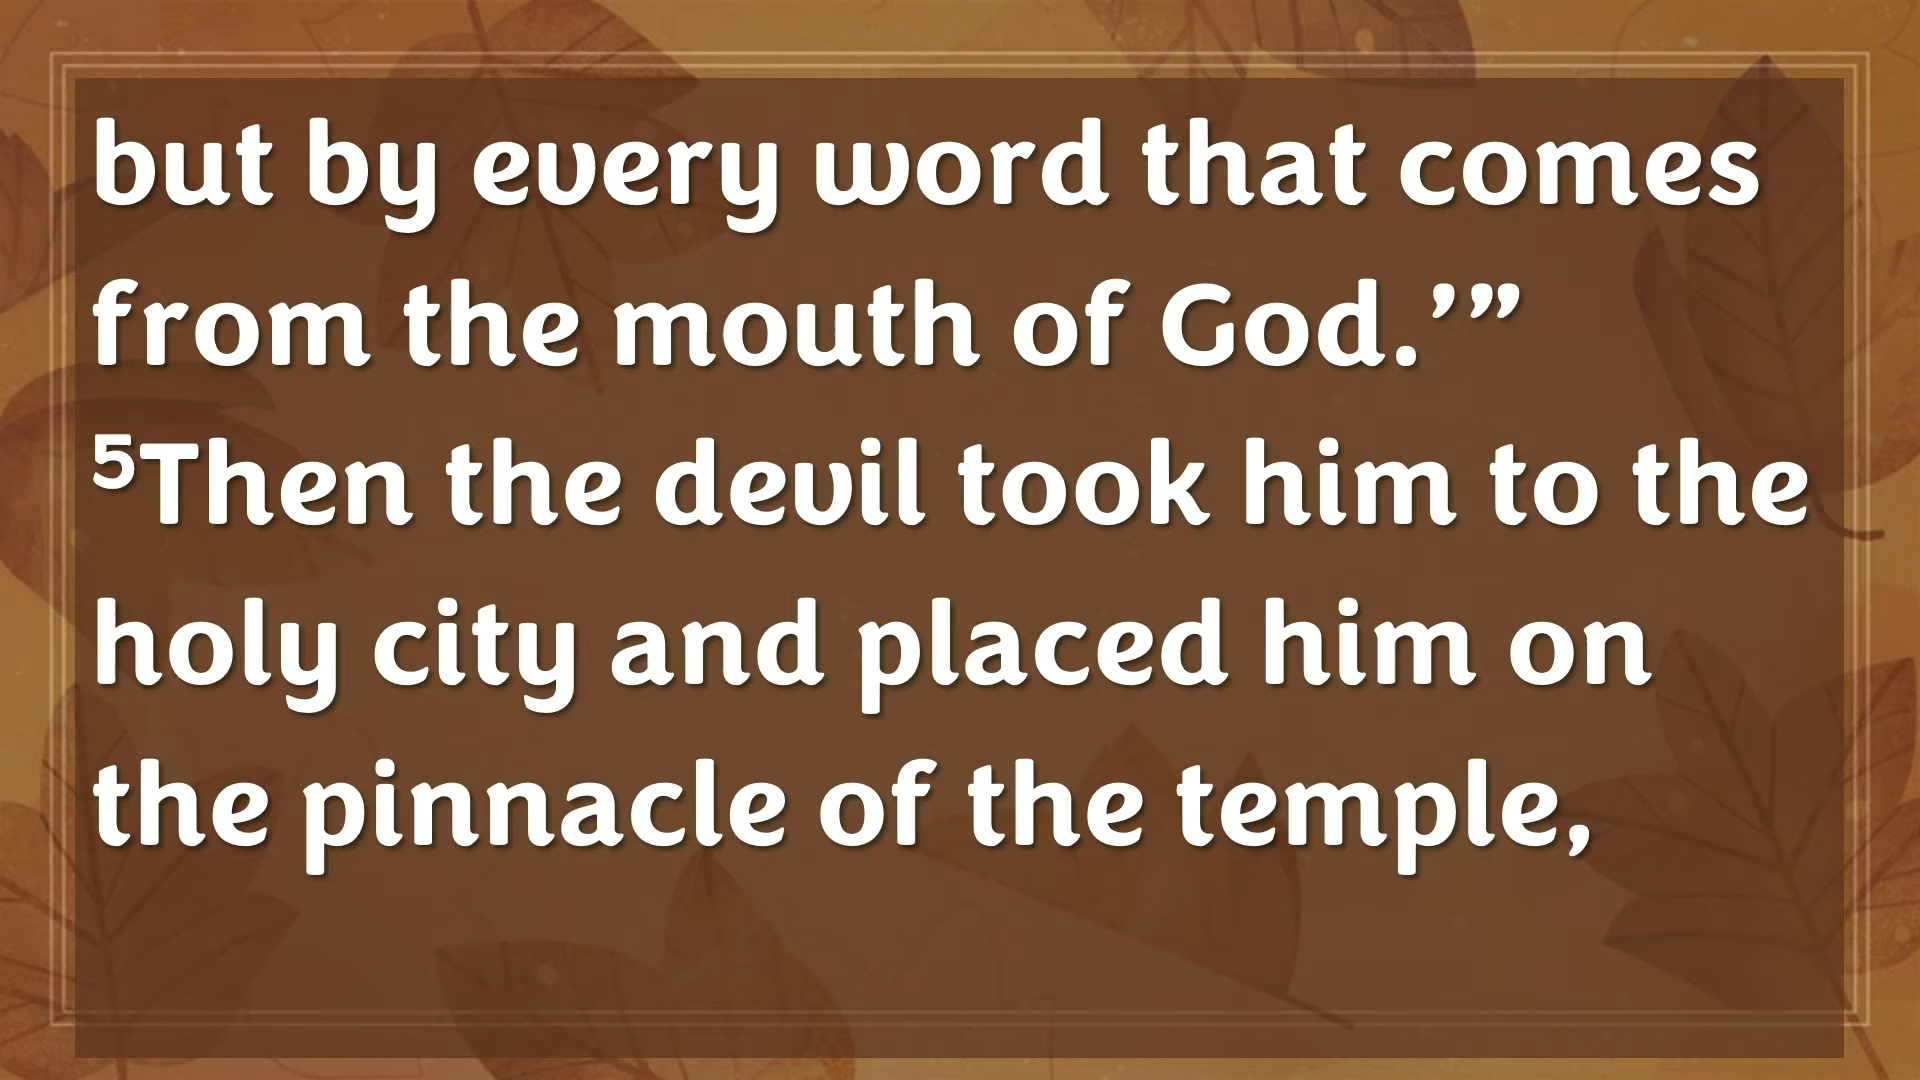 but by every word that comes
from the mouth of God.’”
⁵Then the devil took him to the
holy city and placed him on
the pinnacle of the temple,